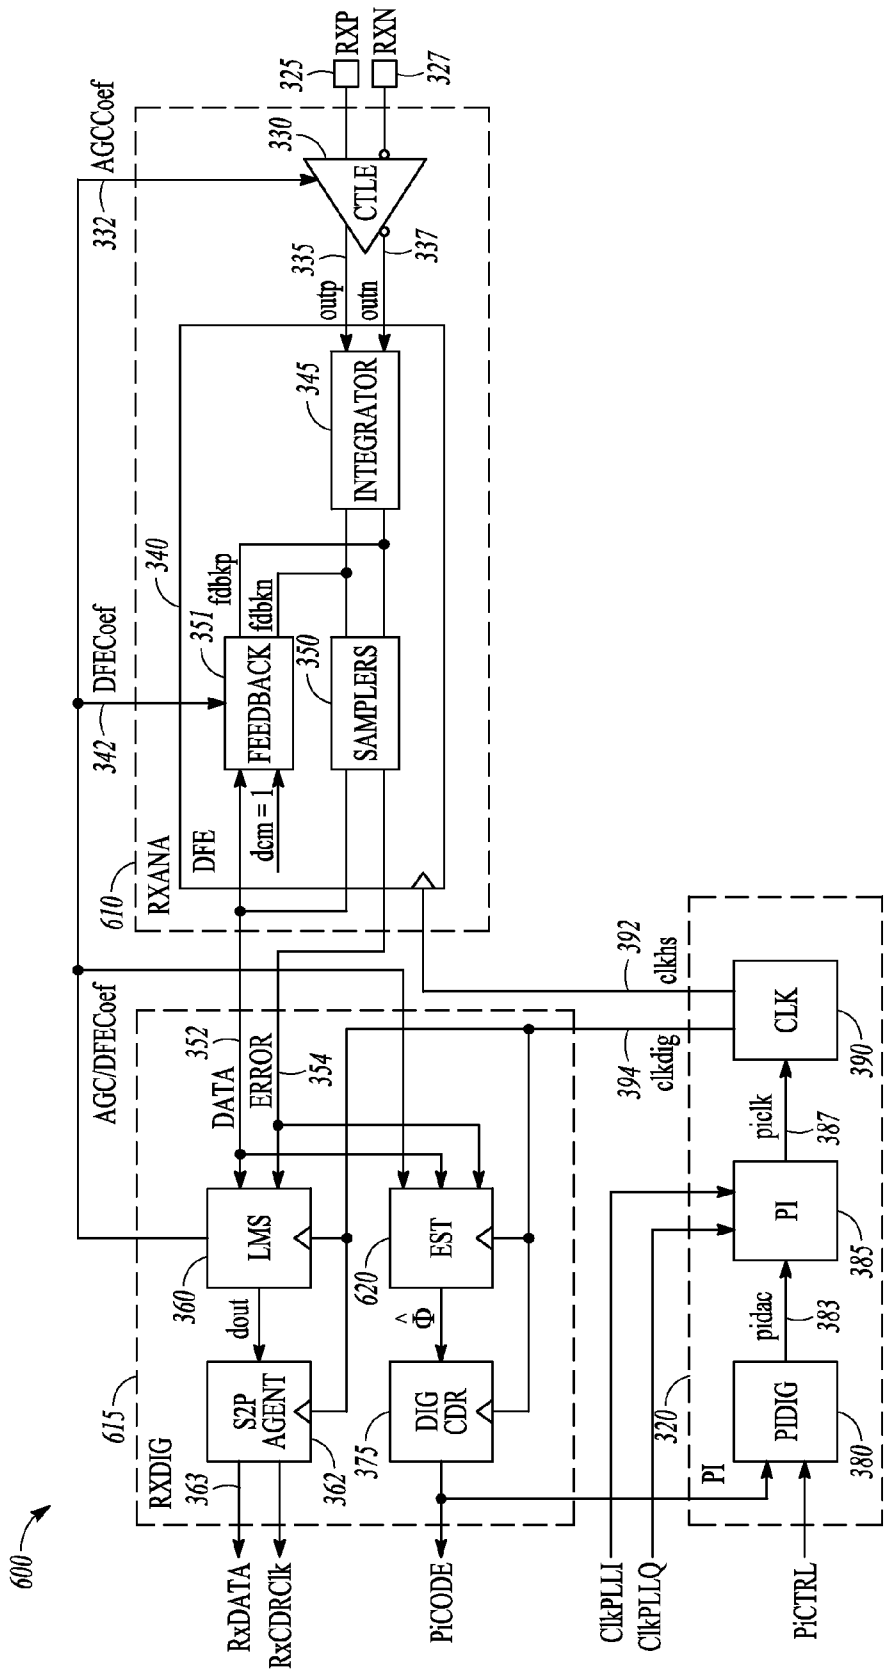 600
RxDATA
RxCDRClk
PiCODE
ClkPLLI
ClkPLLQ
PiCTRL
615
RXDIG
363
S2P
AGENT
362
dout
LMS
360
AGC/DFECoef
DATA
352
ERROR
354
375
DIG
CDR
Φ̂
EST
620
320
PI
PIDIG
380
pidac
383
PI
385
piclk
387
CLK
390
394
clkdig
392
clkhs
610
RXANA
DFE
dcm = 1
342
DFECoef
340
351
FEEDBACK
fdbkp
fdbkn
350
SAMPLERS
345
INTEGRATOR
outp
outn
335
337
332
AGCCoef
330
CTLE
325
RXP
RXN
327